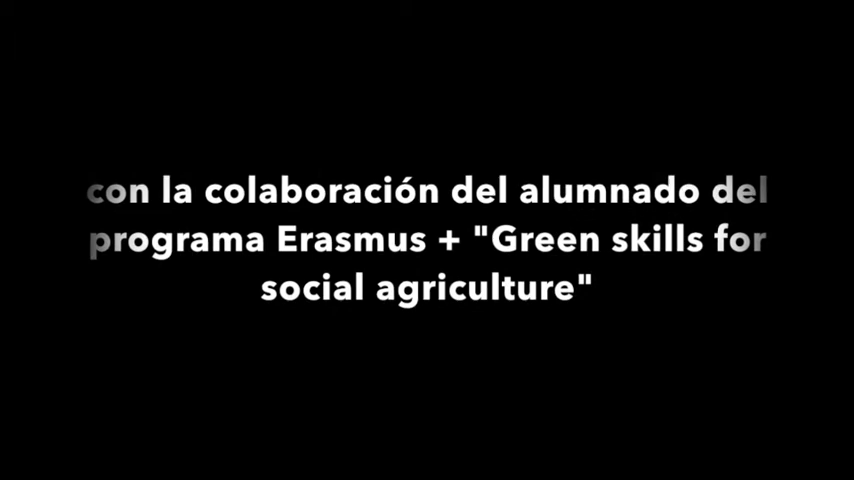 con la colaboración del alumnado del
programa Erasmus + "Green skills for
social agriculture"